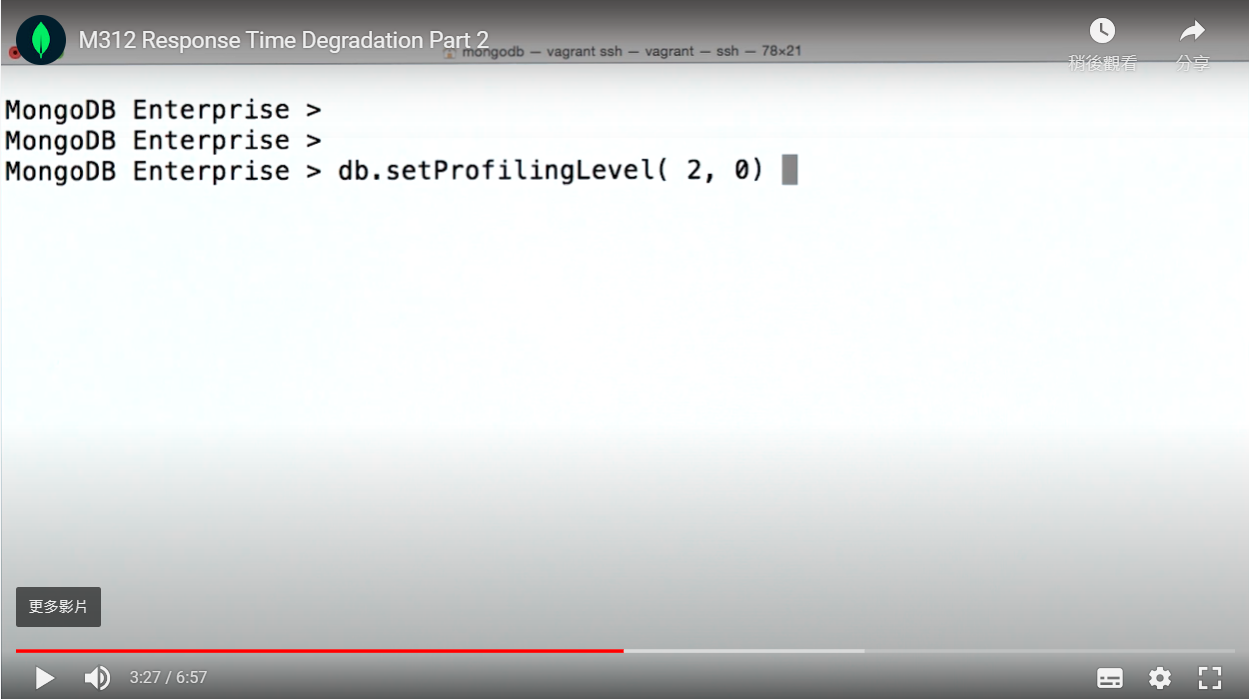 M312 Response Time Degradation Part 2
mongodb — vagrant ssh — vagrant — ssh — 78×21
稍後觀看
分享
MongoDB Enterprise >
MongoDB Enterprise >
MongoDB Enterprise > db.setProfilingLevel( 2, 0)
更多影片
3:27 / 6:57